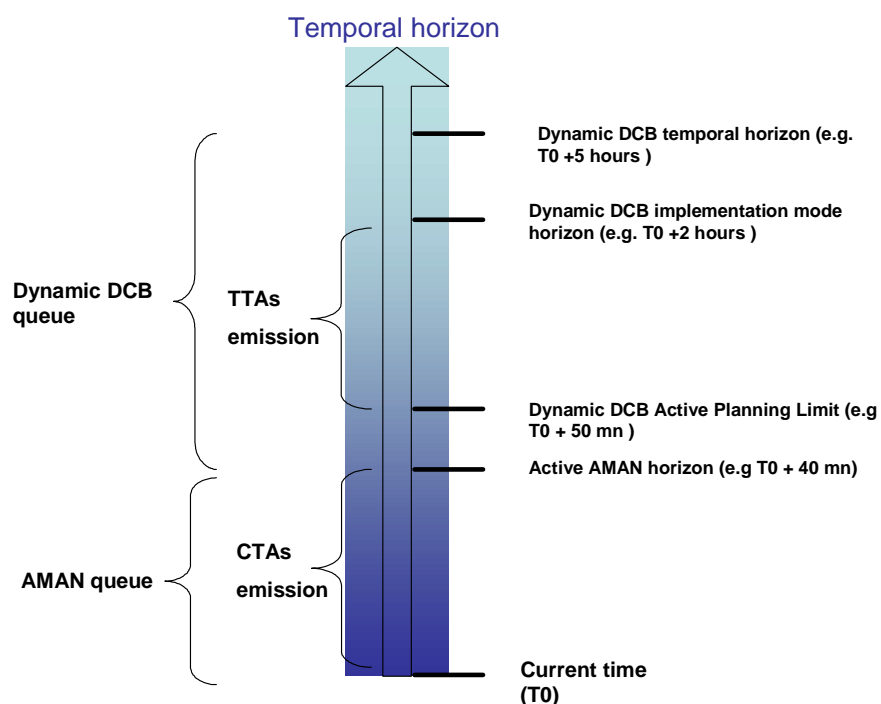 Temporal horizon
Dynamic DCB temporal horizon (e.g.
T0 +5 hours )
Dynamic DCB implementation mode
horizon (e.g. T0 +2 hours )
Dynamic DCB
queue
TTAs
emission
Dynamic DCB Active Planning Limit (e.g
T0 + 50 mn )
Active AMAN horizon (e.g T0 + 40 mn)
CTAs
emission
AMAN queue
Current time
(T0)